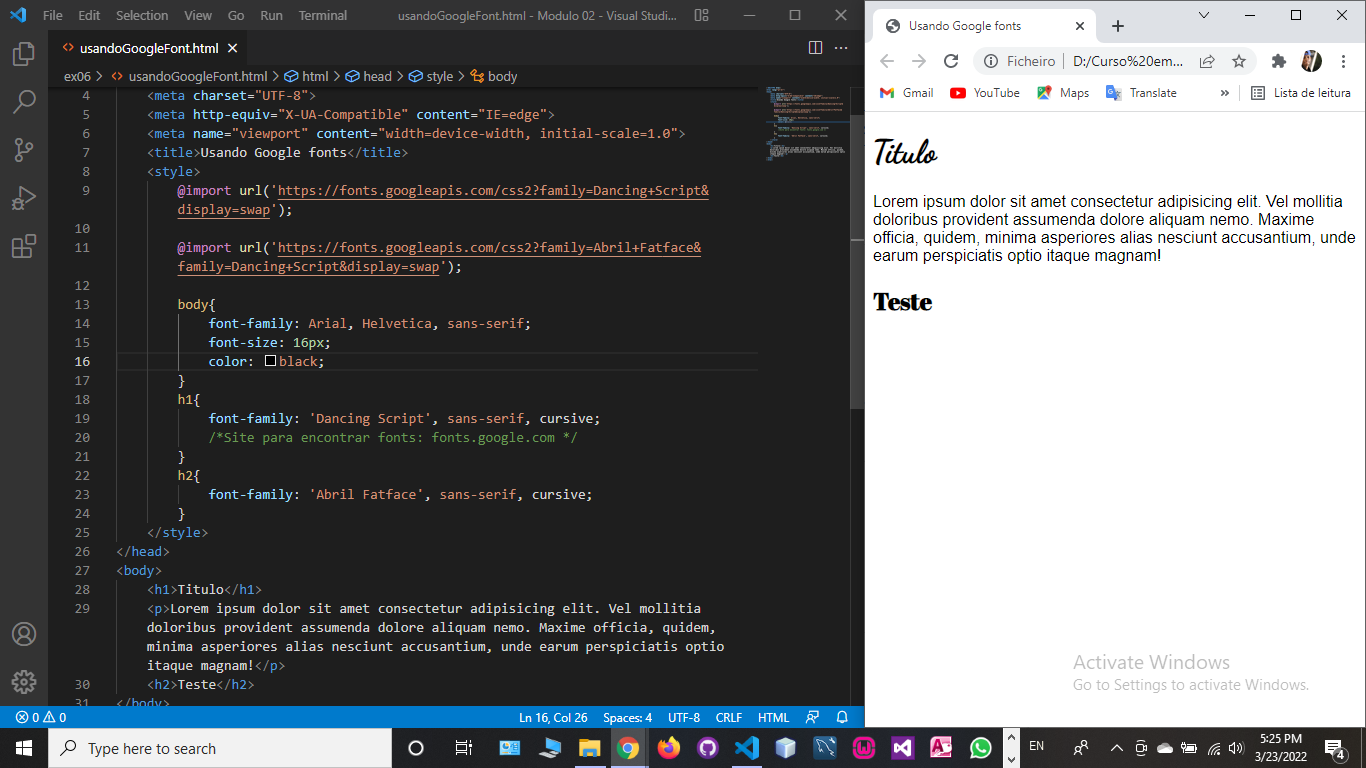 File Edit Selection View Go Run Terminal usandoGoogleFont.html - Modulo 02 - Visual Studi...
usandoGoogleFont.html
ex06 > usandoGoogleFont.html > html > head > style > body
4 <meta charset="UTF-8">
5 <meta http-equiv="X-UA-Compatible" content="IE=edge">
6 <meta name="viewport" content="width=device-width, initial-scale=1.0">
7 <title>Usando Google fonts</title>
8 <style>
9 @import url('https://fonts.googleapis.com/css2?family=Dancing+Script&
display=swap');
10
11 @import url('https://fonts.googleapis.com/css2?family=Abril+Fatface&
family=Dancing+Script&display=swap');
12
13 body{
14 font-family: Arial, Helvetica, sans-serif;
15 font-size: 16px;
16 color: black;
17 }
18 h1{
19 font-family: 'Dancing Script', sans-serif, cursive;
20 /*Site para encontrar fonts: fonts.google.com */
21 }
22 h2{
23 font-family: 'Abril Fatface', sans-serif, cursive;
24 }
25 </style>
26 </head>
27 <body>
28 <h1>Titulo</h1>
29 <p>Lorem ipsum dolor sit amet consectetur adipisicing elit. Vel mollitia
doloribus provident assumenda dolore aliquam nemo. Maxime officia, quidem,
minima asperiores alias nesciunt accusantium, unde earum perspiciatis optio
itaque magnam!</p>
30 <h2>Teste</h2>
31 </body>
0 0 Ln 16, Col 26 Spaces: 4 UTF-8 CRLF HTML
Usando Google fonts
Ficheiro D:/Curso%20em...
Gmail YouTube Maps Translate » Lista de leitura
Titulo
Lorem ipsum dolor sit amet consectetur adipisicing elit. Vel mollitia
doloribus provident assumenda dolore aliquam nemo. Maxime
officia, quidem, minima asperiores alias nesciunt accusantium, unde
earum perspiciatis optio itaque magnam!
Teste
Activate Windows
Go to Settings to activate Windows.
Type here to search
EN
5:25 PM
3/23/2022
4